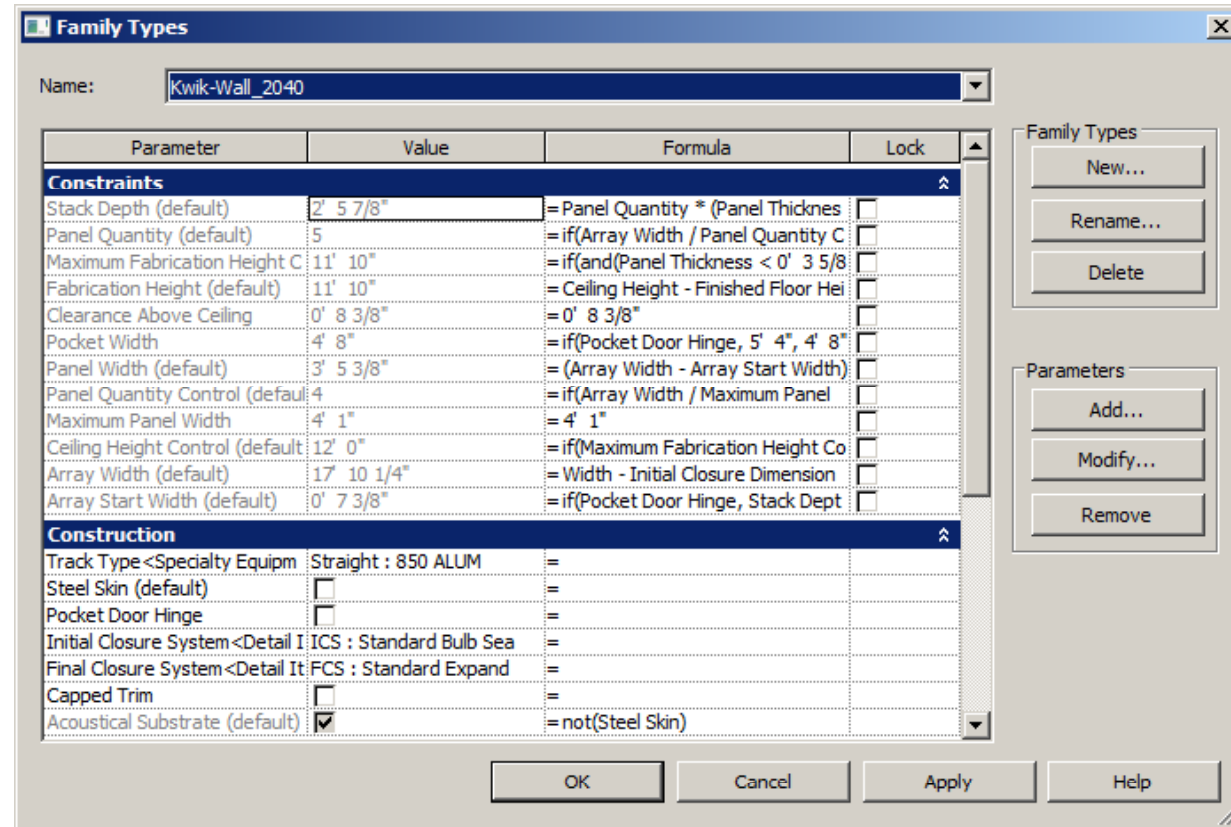 Family Types
Name: Kwik-Wall_2040
Parameter Value Formula Lock
Constraints
Stack Depth (default) 2' 5 7/8" = Panel Quantity * (Panel Thicknes
Panel Quantity (default) 5 = if(Array Width / Panel Quantity C
Maximum Fabrication Height C 11' 10" = if(and(Panel Thickness < 0' 3 5/8
Fabrication Height (default) 11' 10" = Ceiling Height - Finished Floor Hei
Clearance Above Ceiling 0' 8 3/8" = 0' 8 3/8"
Pocket Width 4' 8" = if(Pocket Door Hinge, 5' 4", 4' 8"
Panel Width (default) 3' 5 3/8" = (Array Width - Array Start Width)
Panel Quantity Control (defaul 4 = if(Array Width / Maximum Panel
Maximum Panel Width 4' 1" = 4' 1"
Ceiling Height Control (default 12' 0" = if(Maximum Fabrication Height Co
Array Width (default) 17' 10 1/4" = Width - Initial Closure Dimension
Array Start Width (default) 0' 7 3/8" = if(Pocket Door Hinge, Stack Dept
Construction
Track Type<Specialty Equipm Straight : 850 ALUM =
Steel Skin (default) =
Pocket Door Hinge =
Initial Closure System<Detail I ICS : Standard Bulb Sea =
Final Closure System<Detail It FCS : Standard Expand =
Capped Trim =
Acoustical Substrate (default) = not(Steel Skin)
Family Types
New...
Rename...
Delete
Parameters
Add...
Modify...
Remove
OK Cancel Apply Help